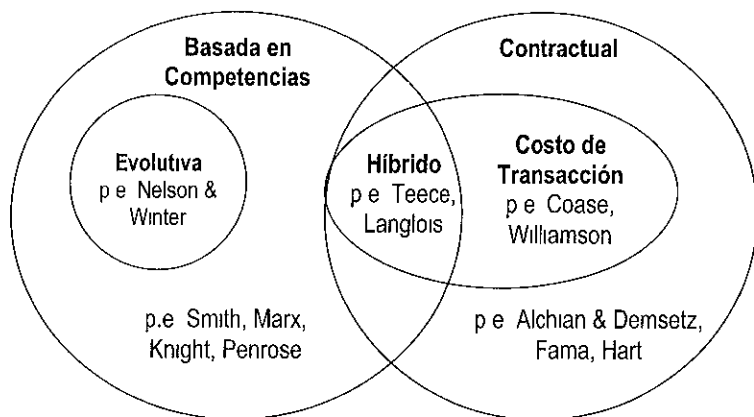 Basada en
Competencias
Contractual
Evolutiva
p e Nelson &
Winter
Híbrido
p e Teece,
Langlois
Costo de
Transacción
p e Coase,
Williamson
p.e Smith, Marx,
Knight, Penrose
p e Alchian & Demsetz,
Fama, Hart